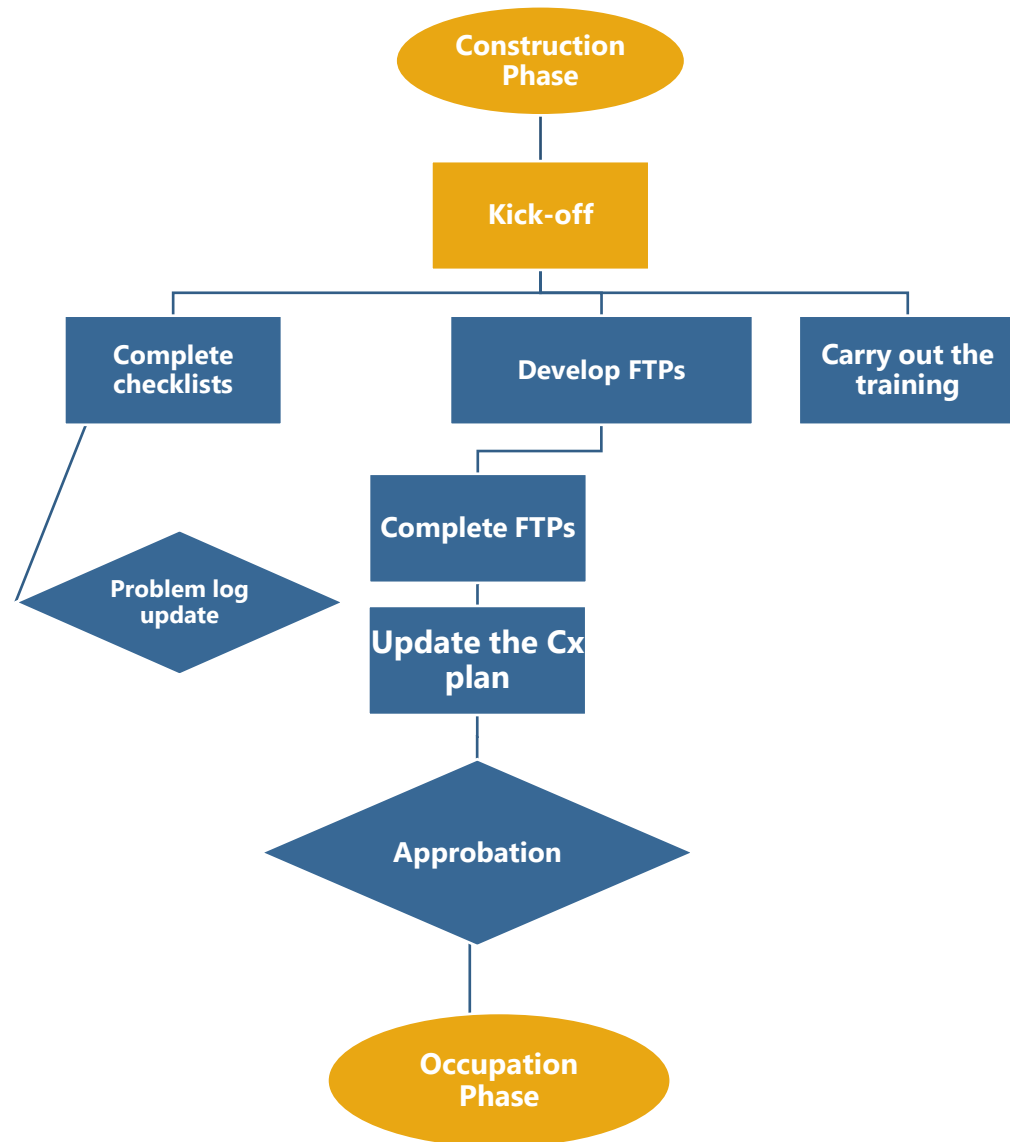 Construction
Phase
Kick-off
Complete
checklists
Develop FTPs
Carry out the
training
Complete FTPs
Problem log
update
Update the Cx
plan
Approbation
Occupation
Phase